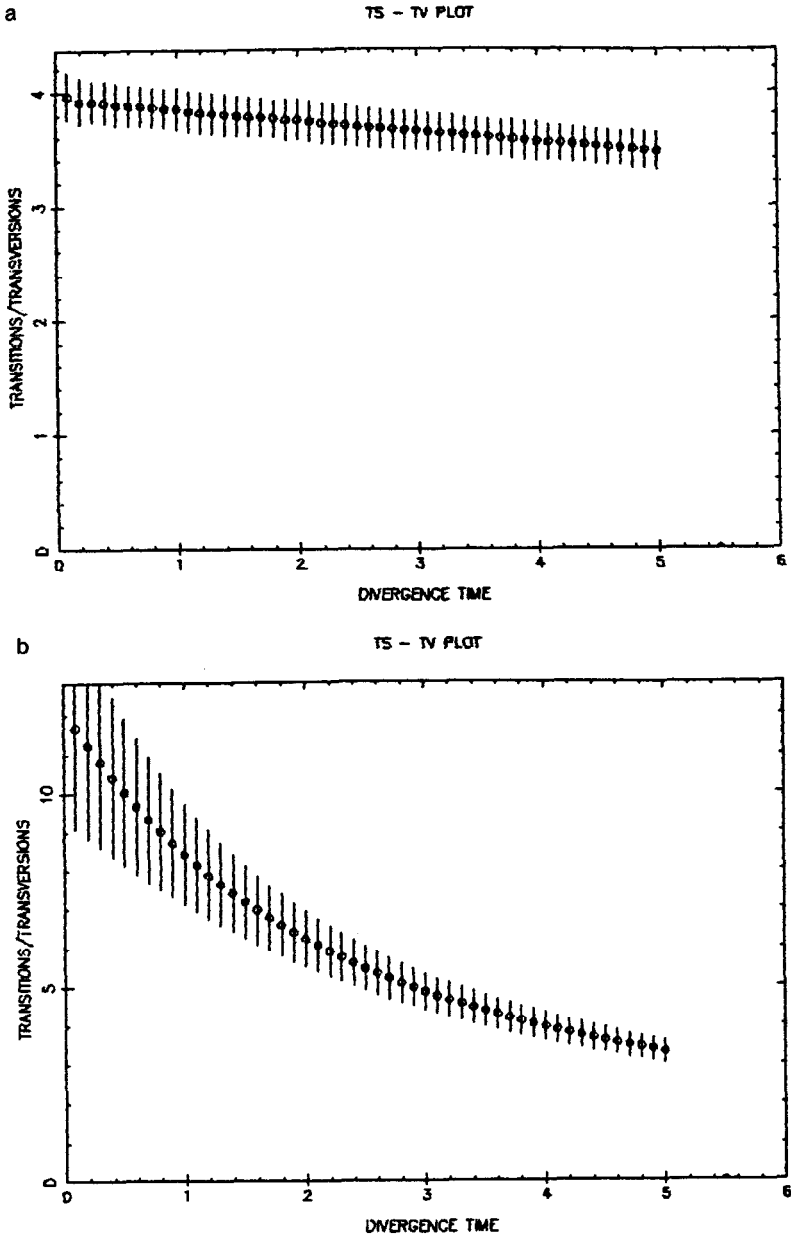 a
TS – TV PLOT
4
3
2
1
0
TRANSITIONS/TRANSVERSIONS
0 1 2 3 4 5 6
DIVERGENCE TIME
b
TS – TV PLOT
10
5
0
TRANSITIONS/TRANSVERSIONS
0 1 2 3 4 5 6
DIVERGENCE TIME